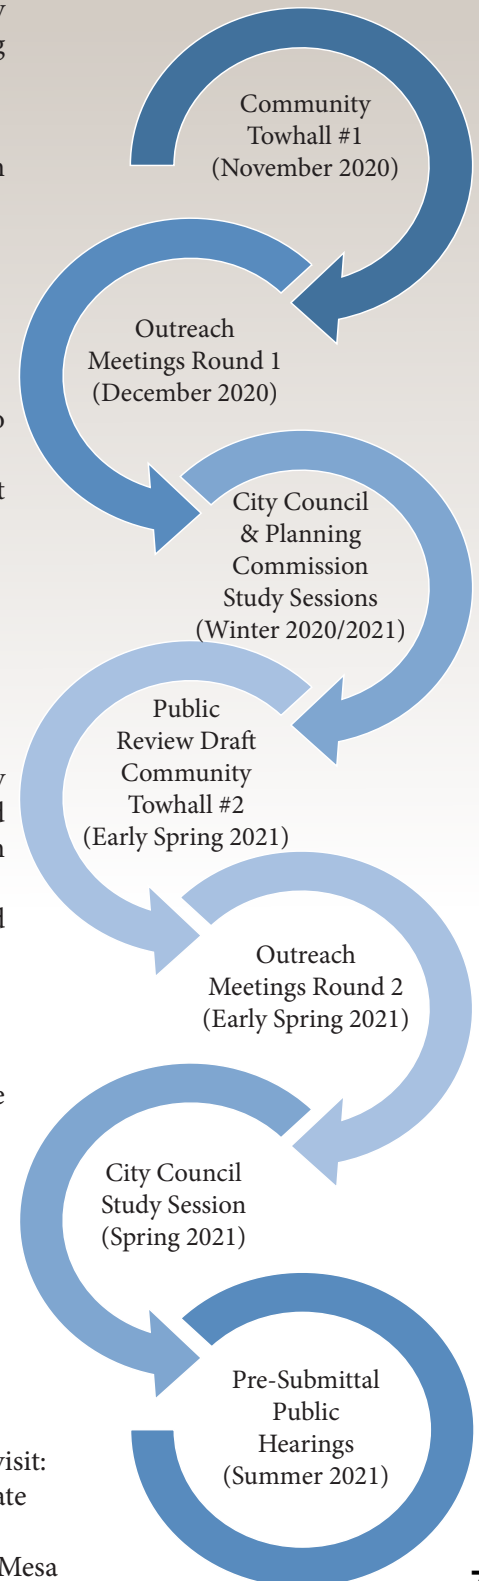 Community
Towhall #1
(November 2020)
Outreach
Meetings Round 1
(December 2020)
City Council
& Planning
Commission
Study Sessions
(Winter 2020/2021)
Public
Review Draft
Community
Towhall #2
(Early Spring 2021)
Outreach
Meetings Round 2
(Early Spring 2021)
City Council
Study Session
(Spring 2021)
Pre-Submittal
Public
Hearings
(Summer 2021)
visit:
Mesa